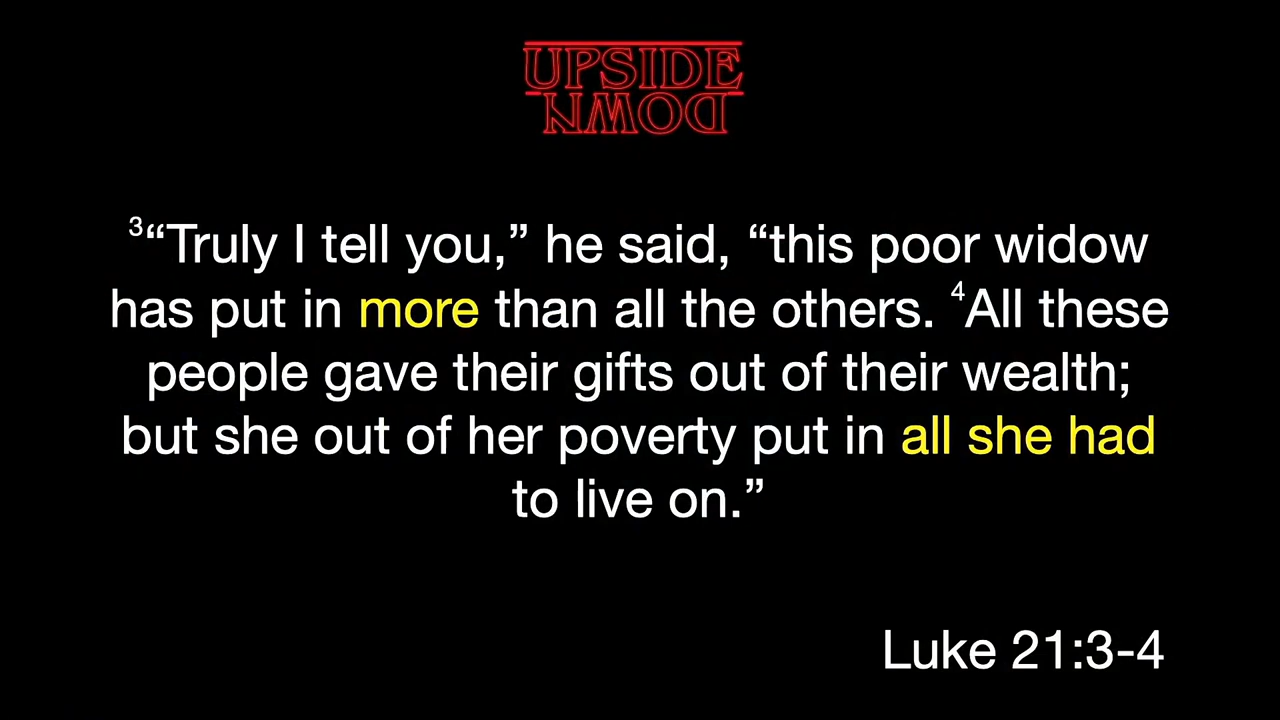 UPSIDE
DOWN
³“Truly I tell you,” he said, “this poor widow
has put in more than all the others. ⁴All these
people gave their gifts out of their wealth;
but she out of her poverty put in all she had
to live on.”
Luke 21:3-4